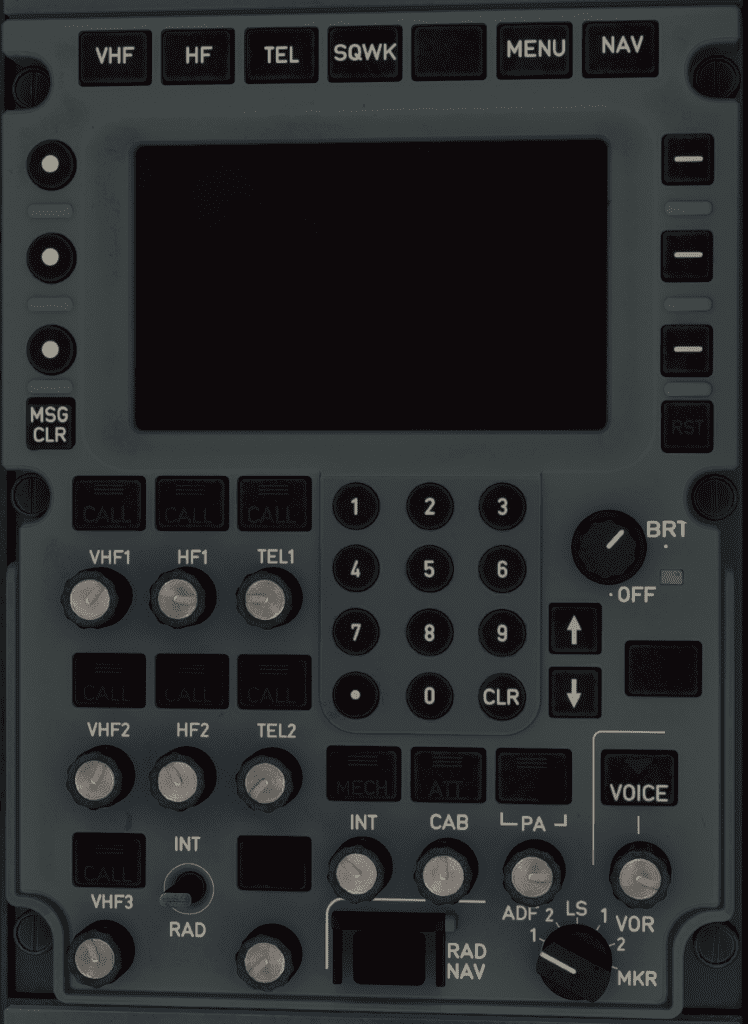 VHF HF TEL SQWK MENU NAV
MSG
CLR
RST
CALL CALL CALL
VHF1 HF1 TEL1
1 2 3
4 5 6
7 8 9
0 CLR
BRT
OFF
CALL CALL CALL
VHF2 HF2 TEL2
MECH ATT
INT CAB PA
VOICE
CALL
INT
VHF3
RAD
RAD
NAV
ADF 1 2 LS 1 2 VOR
MKR